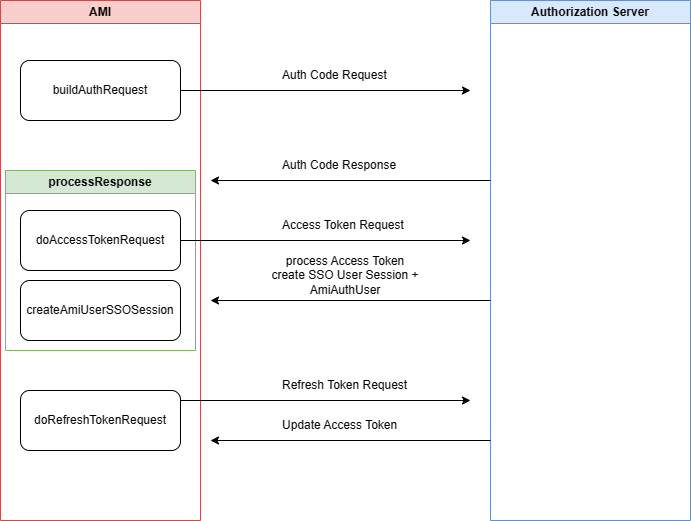 AMI
Authorization Server
buildAuthRequest
Auth Code Request
Auth Code Response
processResponse
doAccessTokenRequest
Access Token Request
process Access Token
create SSO User Session +
AmiAuthUser
createAmiUserSSOSession
doRefreshTokenRequest
Refresh Token Request
Update Access Token